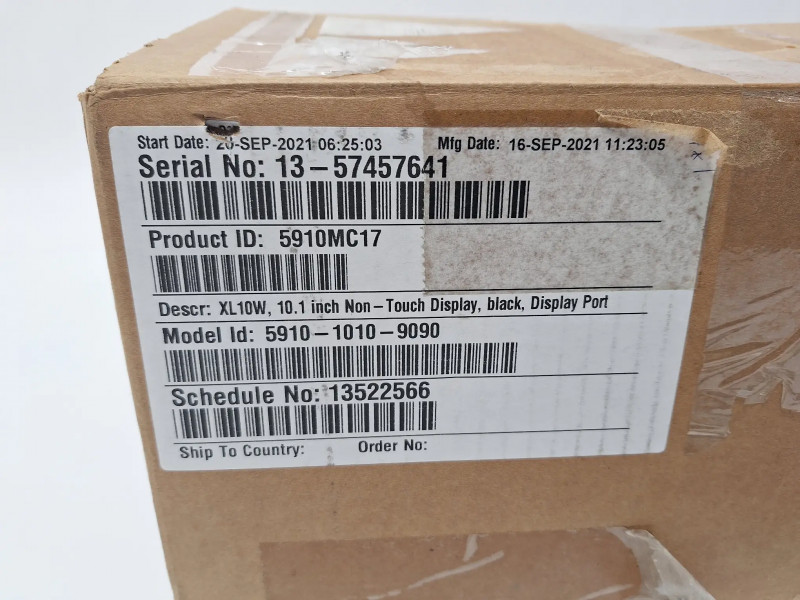 Start Date: 20-SEP-2021 06:25:03 Mfg Date: 16-SEP-2021 11:23:05
Serial No: 13-57457641
Product ID: 5910MC17
Descr: XL10W, 10.1 inch Non-Touch Display, black, Display Port
Model Id: 5910-1010-9090
Schedule No: 13522566
Ship To Country: Order No: